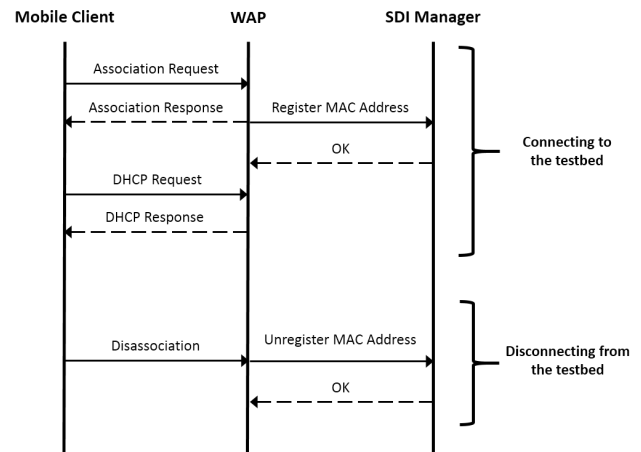 Mobile Client
WAP
SDI Manager
Association Request
Association Response
Register MAC Address
OK
DHCP Request
DHCP Response
Connecting to
the testbed
Disassociation
Unregister MAC Address
OK
Disconnecting from
the testbed